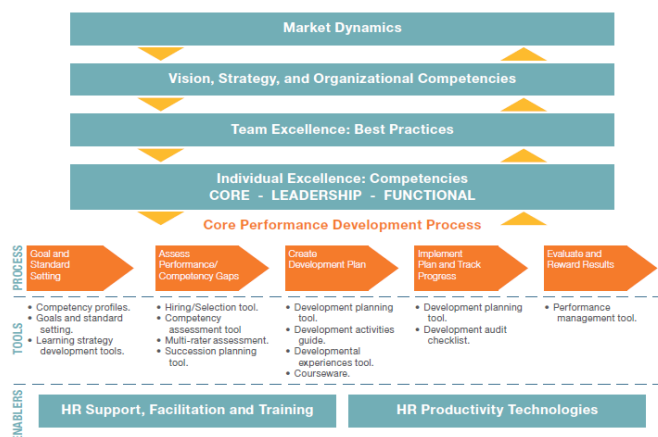 Market Dynamics
Vision, Strategy, and Organizational Competencies
Team Excellence: Best Practices
Individual Excellence: Competencies
CORE - LEADERSHIP - FUNCTIONAL
Core Performance Development Process
PROCESS
Goal and
Standard
Setting
Assess
Performance/
Competency Gaps
Create
Development Plan
Implement
Plan and Track
Progress
Evaluate and
Reward Results
TOOLS
• Competency profiles.
• Goals and standard
setting.
• Learning strategy
development tools.
• Hiring/Selection tool.
• Competency
assessment tool
• Multi-rater assessment.
• Succession planning
tool.
• Development planning
tool.
• Development activities
guide.
• Developmental
experiences tool.
• Courseware.
• Development planning
tool.
• Development audit
checklist.
• Performance
management tool.
ENABLERS
HR Support, Facilitation and Training
HR Productivity Technologies